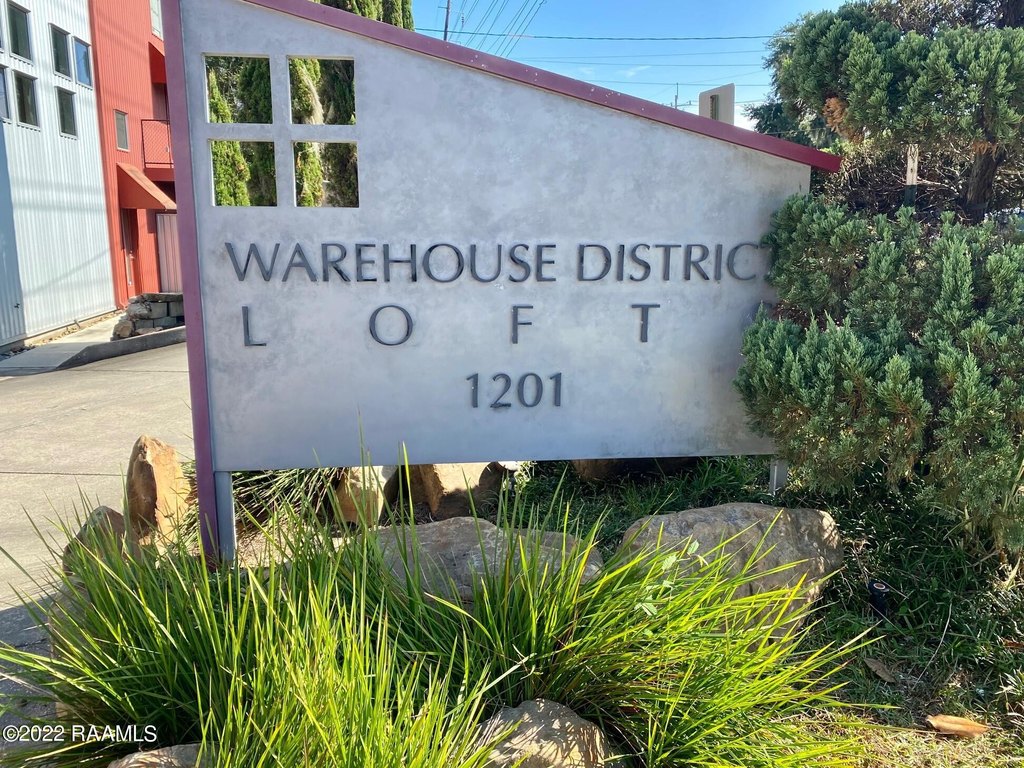 WAREHOUSE DISTRICT
LOFT
1201
©2022 RAAMLS